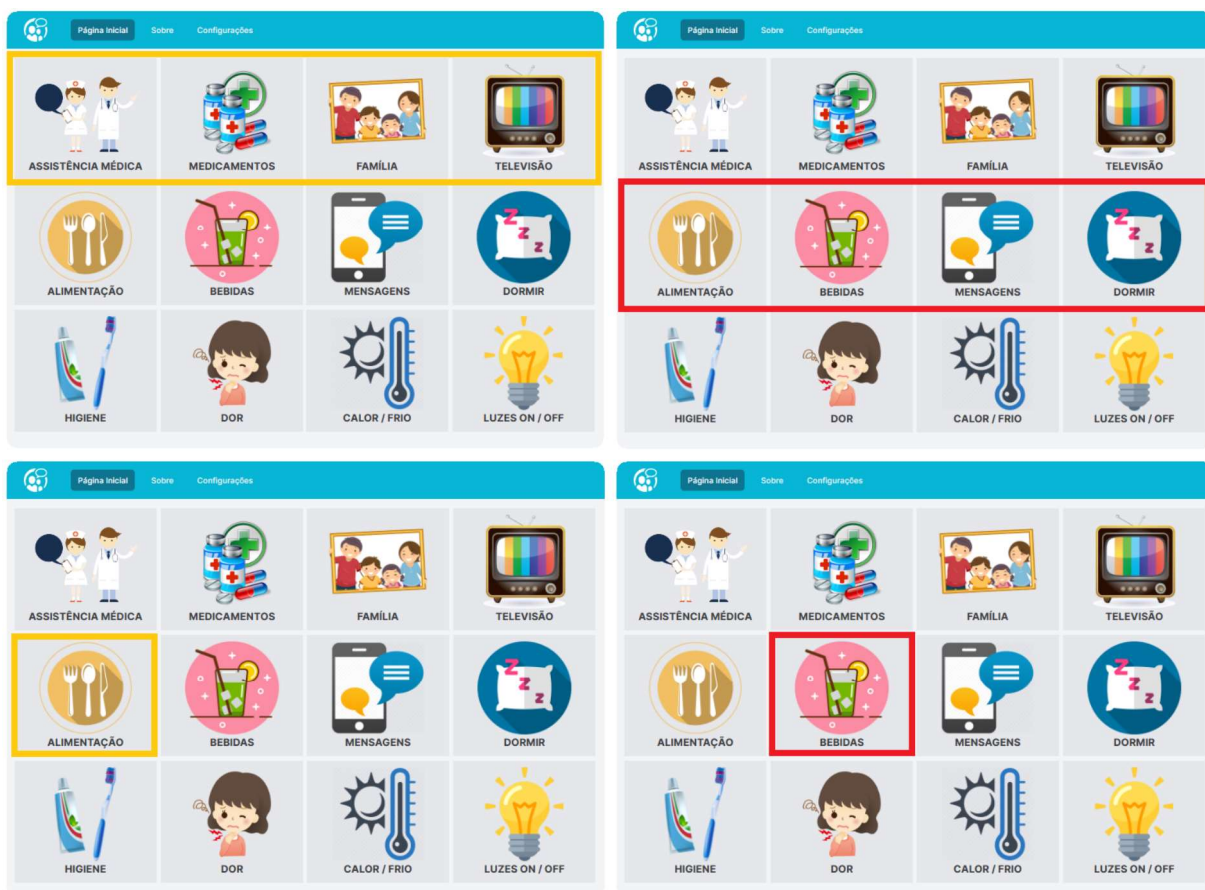 Página Inicial Sobre Configurações
ASSISTÊNCIA MÉDICA MEDICAMENTOS FAMÍLIA TELEVISÃO
ALIMENTAÇÃO BEBIDAS MENSAGENS DORMIR
HIGIENE DOR CALOR / FRIO LUZES ON / OFF
Página Inicial Sobre Configurações
ASSISTÊNCIA MÉDICA MEDICAMENTOS FAMÍLIA TELEVISÃO
ALIMENTAÇÃO BEBIDAS MENSAGENS DORMIR
HIGIENE DOR CALOR / FRIO LUZES ON / OFF
Página Inicial Sobre Configurações
ASSISTÊNCIA MÉDICA MEDICAMENTOS FAMÍLIA TELEVISÃO
ALIMENTAÇÃO BEBIDAS MENSAGENS DORMIR
HIGIENE DOR CALOR / FRIO LUZES ON / OFF
Página Inicial Sobre Configurações
ASSISTÊNCIA MÉDICA MEDICAMENTOS FAMÍLIA TELEVISÃO
ALIMENTAÇÃO BEBIDAS MENSAGENS DORMIR
HIGIENE DOR CALOR / FRIO LUZES ON / OFF